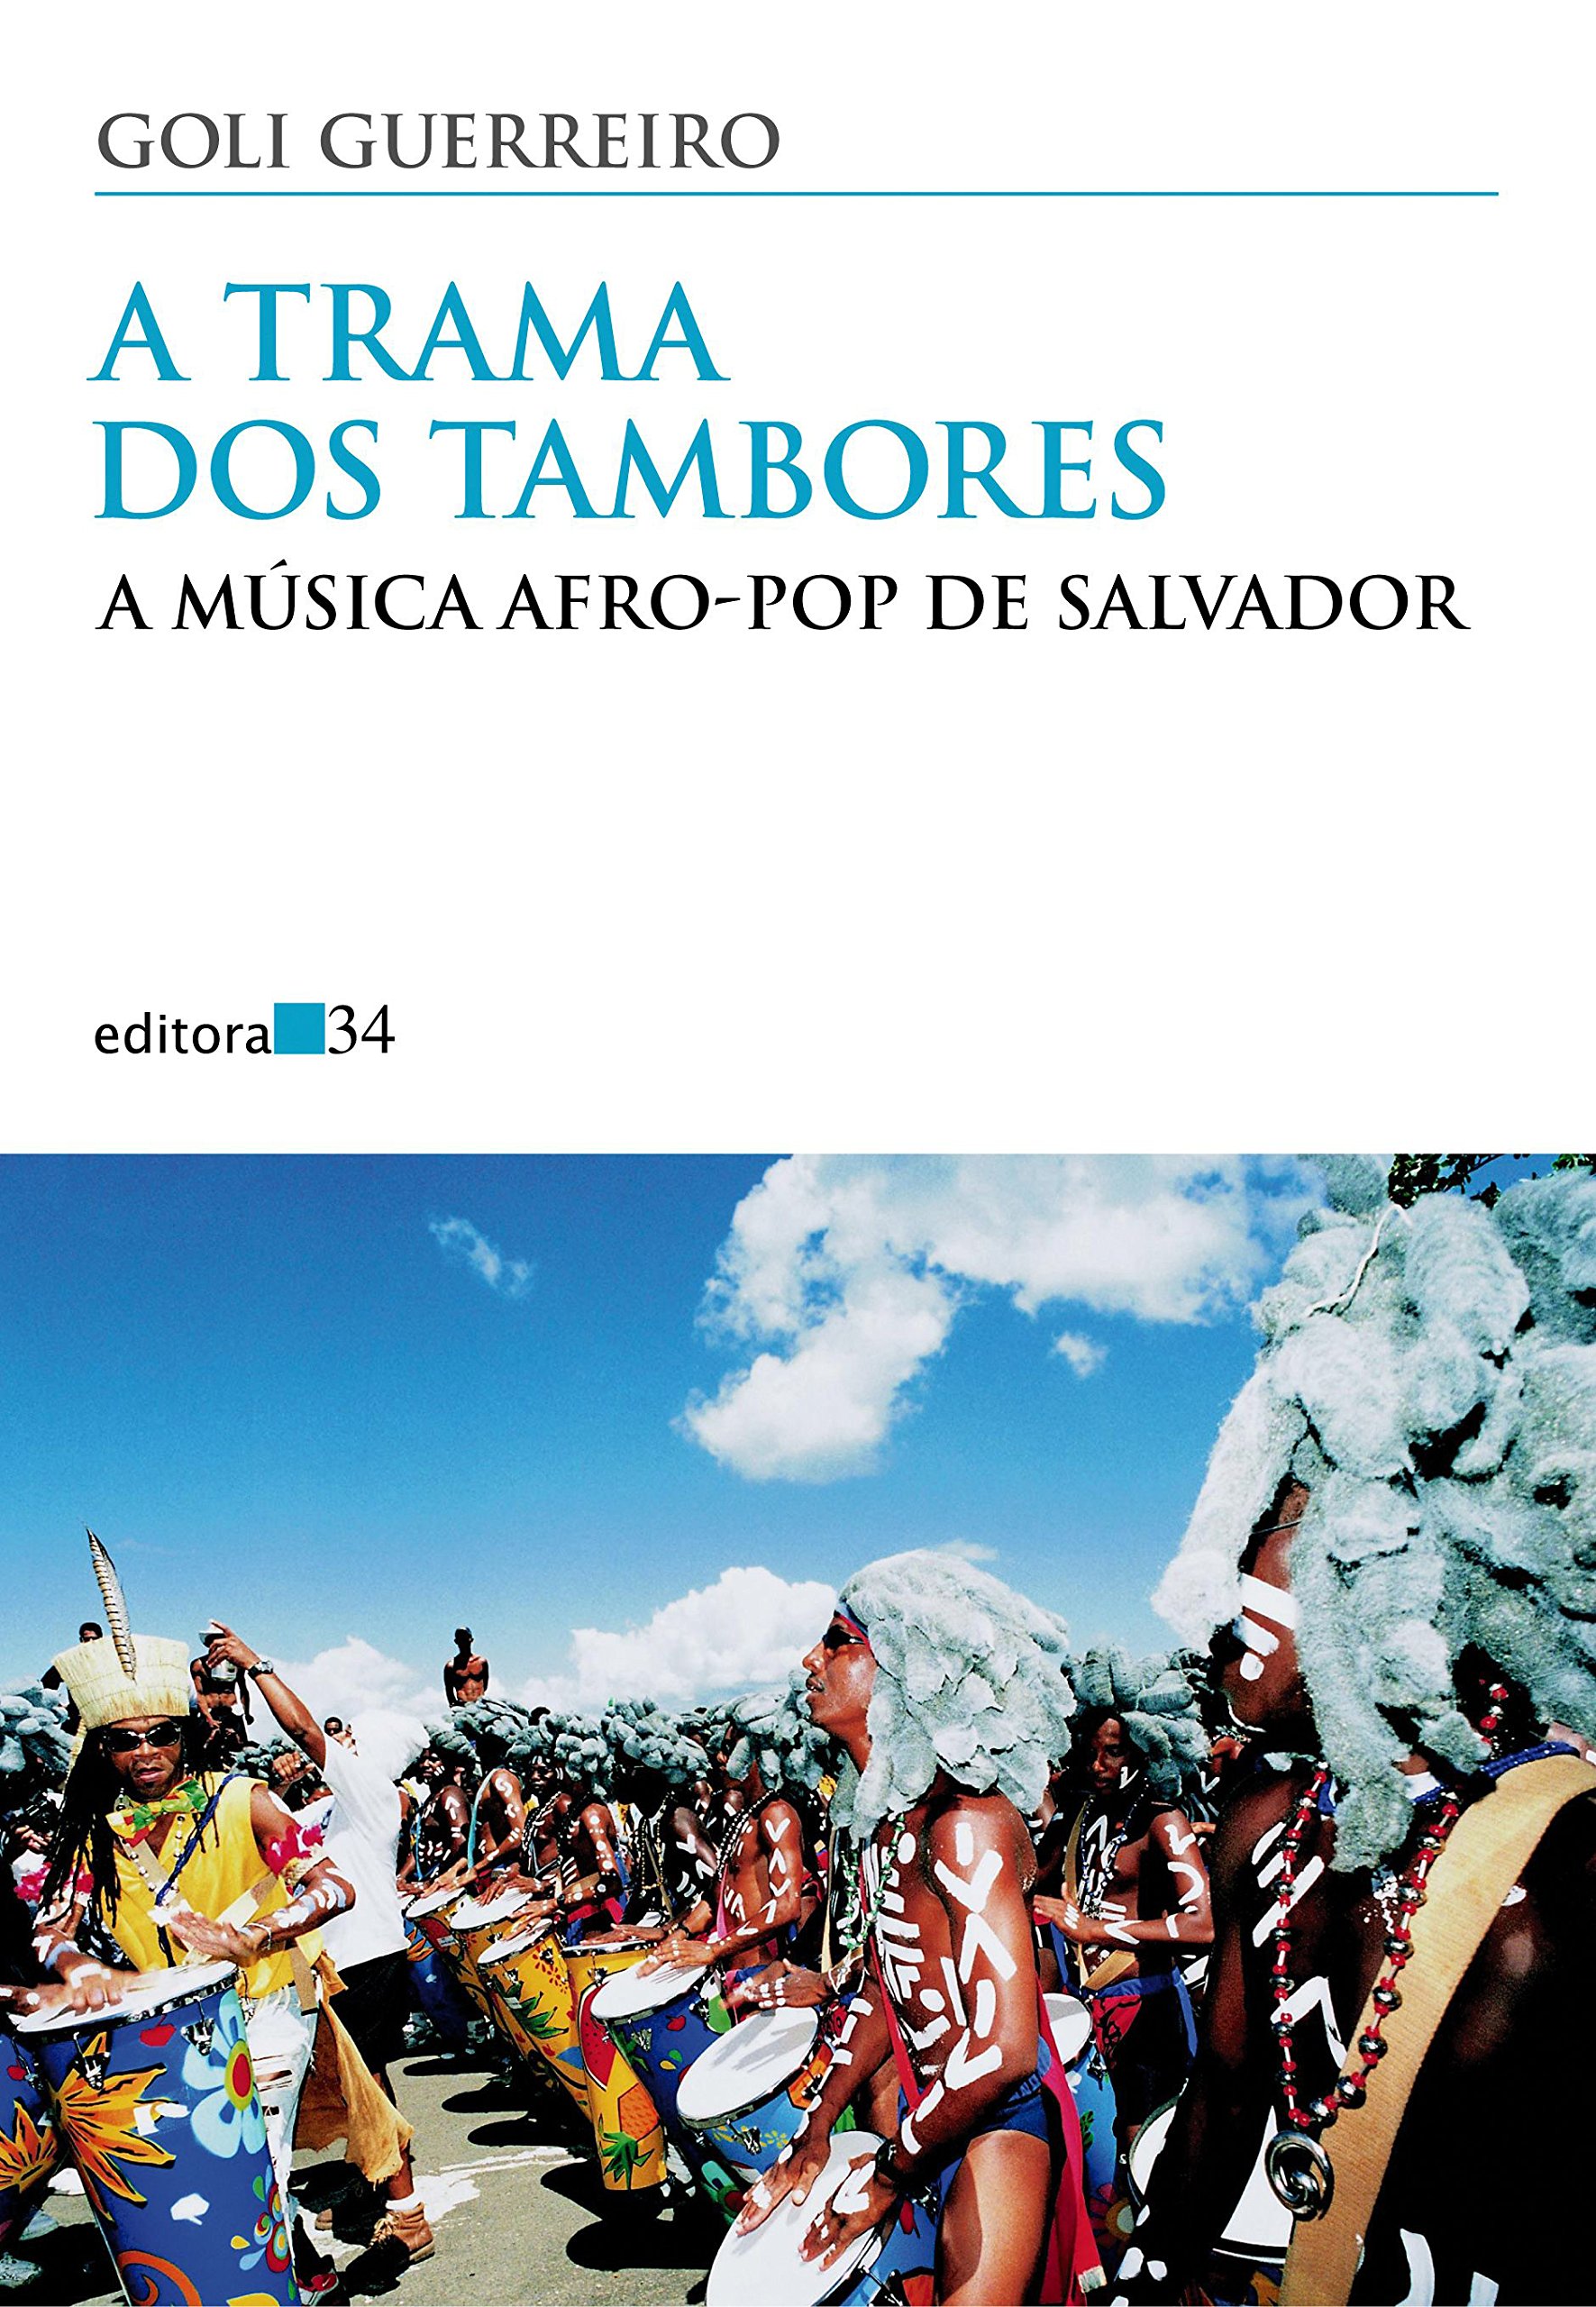 GOLI GUERREIRO
A TRAMA
DOS TAMBORES
A MÚSICA AFRO-POP DE SALVADOR
editora 34